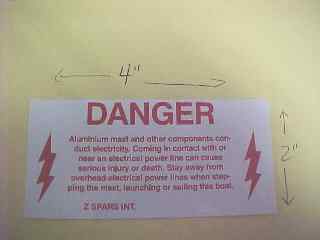 4"
DANGER
Aluminium mast and other components con-
duct electricity. Coming in contact with or
near an electrical power line can cause
serious injury or death. Stay away from
overhead electrical power lines when step-
ping the mast, launching or sailing this boat.
2"
Z SPARS INT.